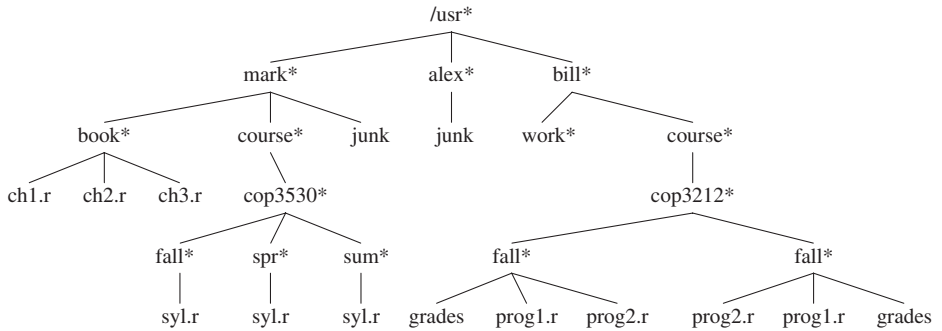 /usr*
mark* alex* bill*
book* course* junk junk work* course*
ch1.r ch2.r ch3.r cop3530* cop3212*
fall* spr* sum* fall* fall*
syl.r syl.r syl.r grades prog1.r prog2.r prog2.r prog1.r grades